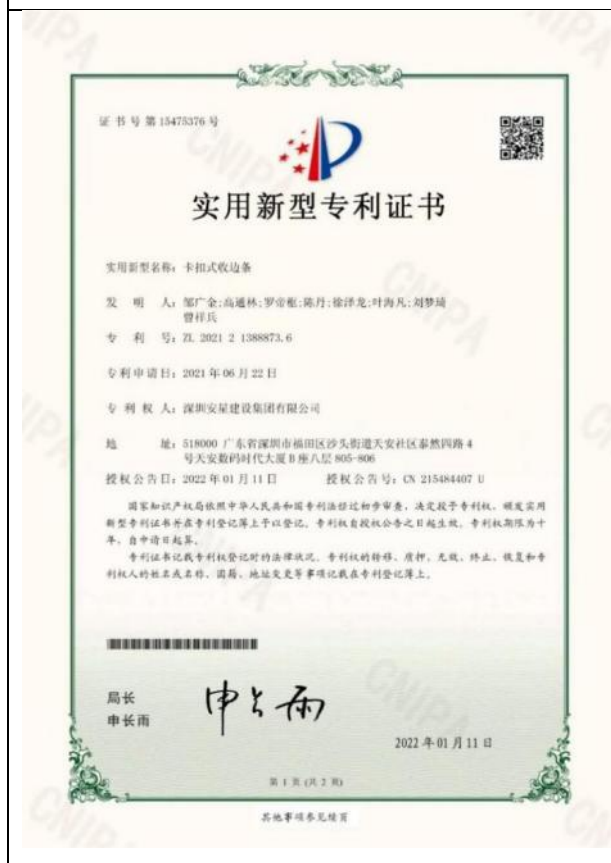 证书号第15475376号
实用新型专利证书
实用新型名称：卡扣式收边条
发 明 人：邹广金;高通林;罗帝枢;陈丹;徐泽龙;叶海凡;刘梦琦
曾祥兵
专 利 号：ZL 2021 2 1388873.6
专利申请日：2021年06月22日
专 利 权 人：深圳安星建设集团有限公司
地 址：518000 广东省深圳市福田区沙头街道天安社区泰然四路4
号天安数码时代大厦B座八层805-806
授权公告日：2022年01月11日 授权公告号：CN 215484407 U
国家知识产权局依照中华人民共和国专利法经过初步审查，决定授予专利权，颁发实用
新型专利证书并在专利登记簿上予以登记。专利权自授权公告之日起生效。专利权期限为十
年，自申请日起算。
专利证书记载专利权登记时的法律状况。专利权的转移、质押、无效、终止、恢复和专
利权人的姓名或名称、国籍、地址变更等事项记载在专利登记簿上。
局长
申长雨
申长雨
2022年01月11日
第 1 页 (共 2 页)
其他事项参见续页
CNIPA